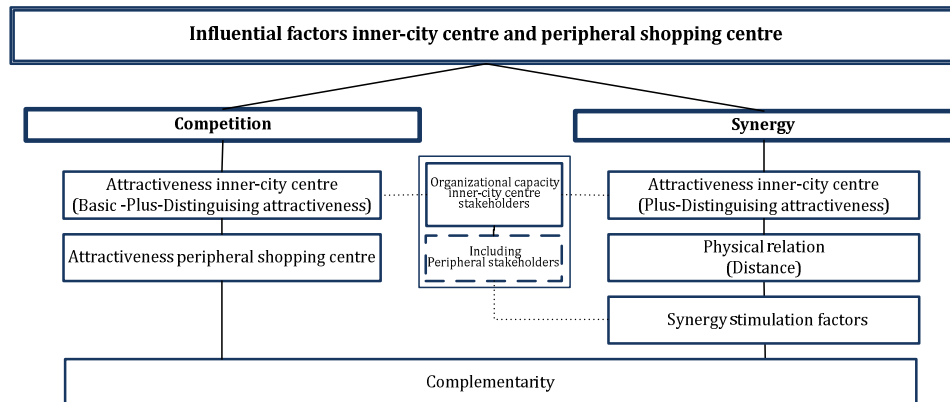 Influential factors inner-city centre and peripheral shopping centre
Competition
Synergy
Attractiveness inner-city centre
(Basic -Plus-Distinguising attractiveness)
Organizational capacity
inner-city centre
stakeholders
Attractiveness inner-city centre
(Plus-Distinguising attractiveness)
Attractiveness peripheral shopping centre
Including
Peripheral stakeholders
Physical relation
(Distance)
Synergy stimulation factors
Complementarity